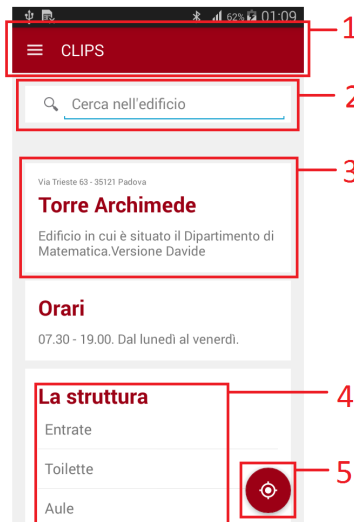 62% 01:09
1
CLIPS
2
Cerca nell'edificio
3
Via Trieste 63 - 35121 Padova
Torre Archimede
Edificio in cui è situato il Dipartimento di
Matematica.Versione Davide
Orari
07.30 - 19.00. Dal lunedì al venerdì.
4
La struttura
Entrate
Toilette
5
Aule